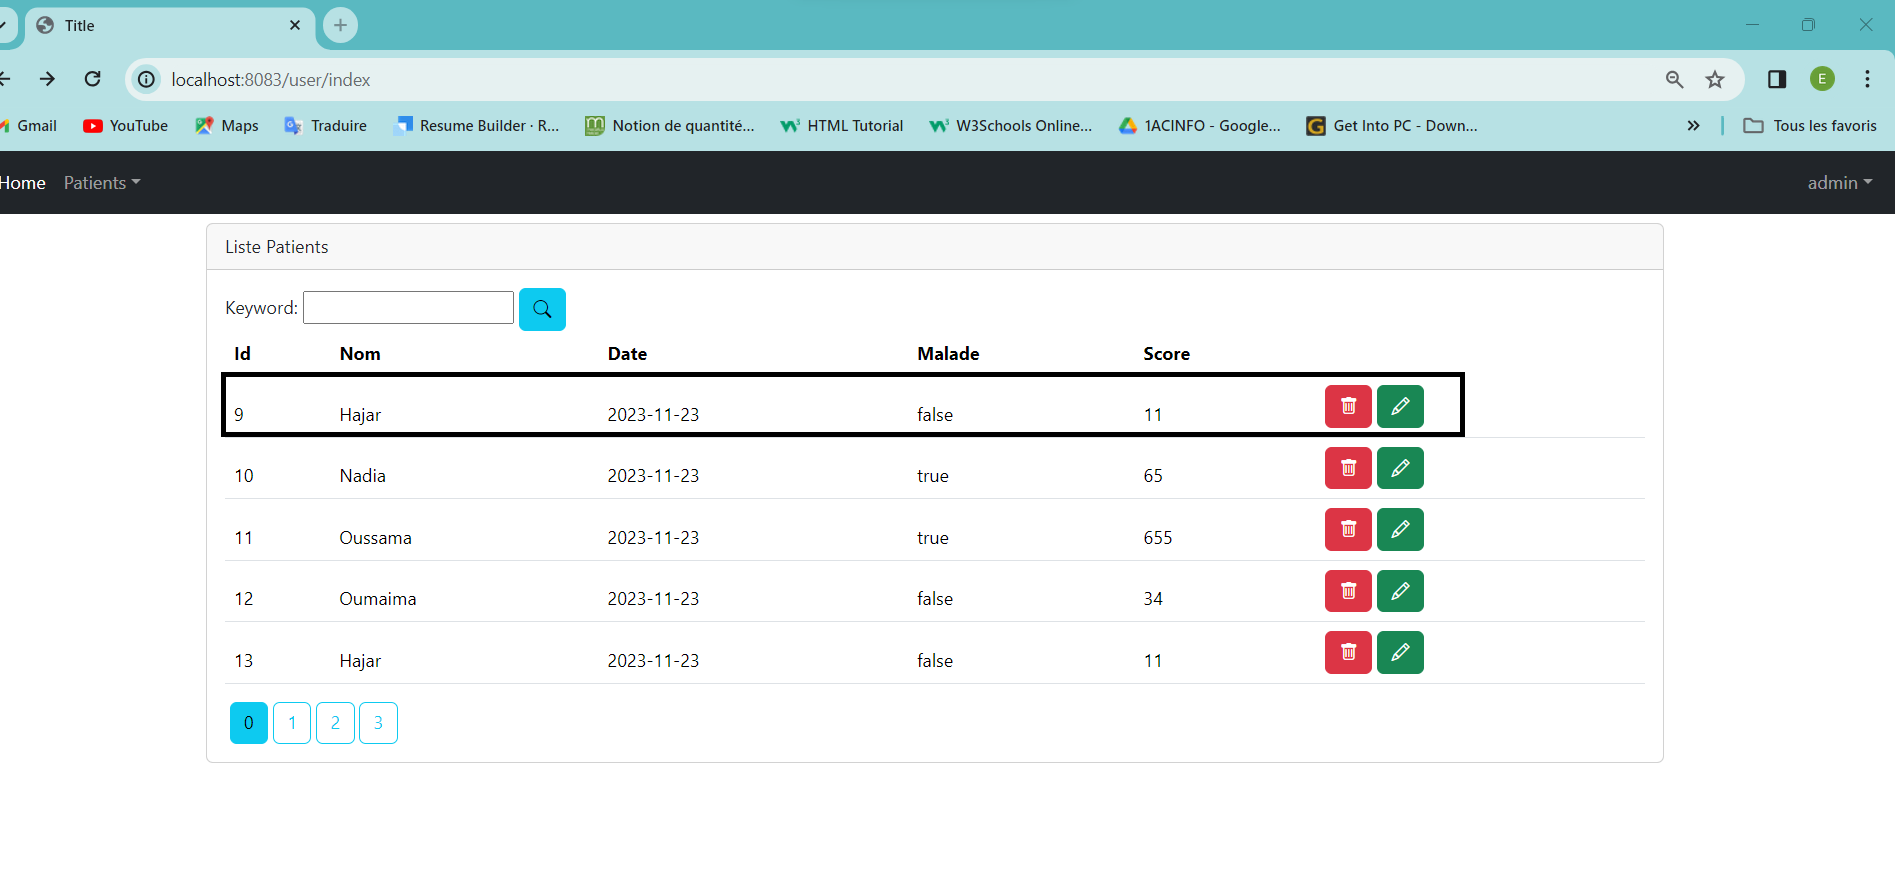 Title
localhost:8083/user/index
E
Gmail YouTube Maps Traduire Resume Builder · R... Notion de quantité... HTML Tutorial W3Schools Online... 1ACINFO - Google... Get Into PC - Down... Tous les favoris
Home Patients admin
Liste Patients
Keyword:
Id Nom Date Malade Score
9 Hajar 2023-11-23 false 11
10 Nadia 2023-11-23 true 65
11 Oussama 2023-11-23 true 655
12 Oumaima 2023-11-23 false 34
13 Hajar 2023-11-23 false 11
0 1 2 3